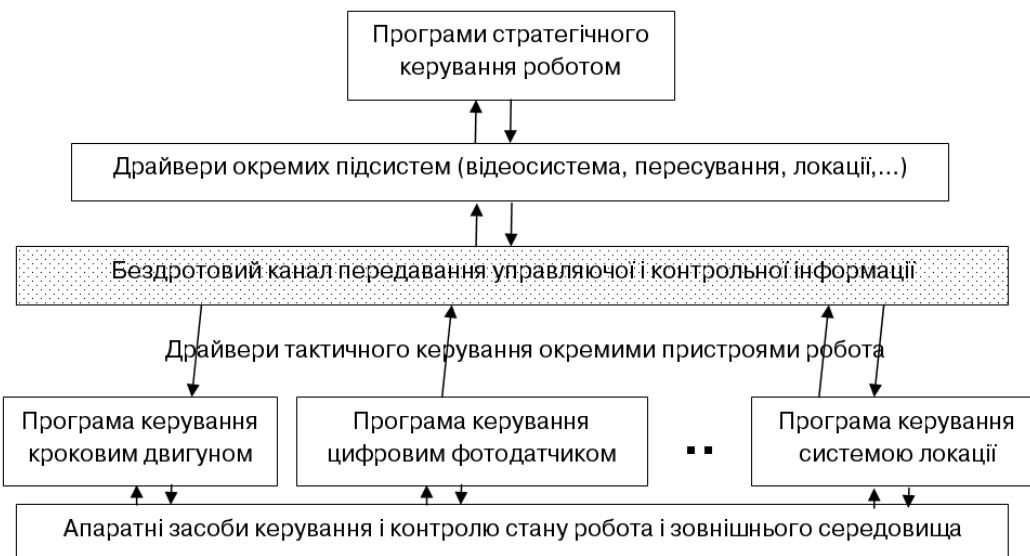 Програми стратегічного
керування роботом
Драйвери окремих підсистем (відеосистема, пересування, локації,...)
Бездротовий канал передавання управляючої і контрольної інформації
Драйвери тактичного керування окремими пристроями робота
Програма керування
кроковим двигуном
Програма керування
цифровим фотодатчиком
..
Програма керування
системою локації
Апаратні засоби керування і контролю стану робота і зовнішнього середовища